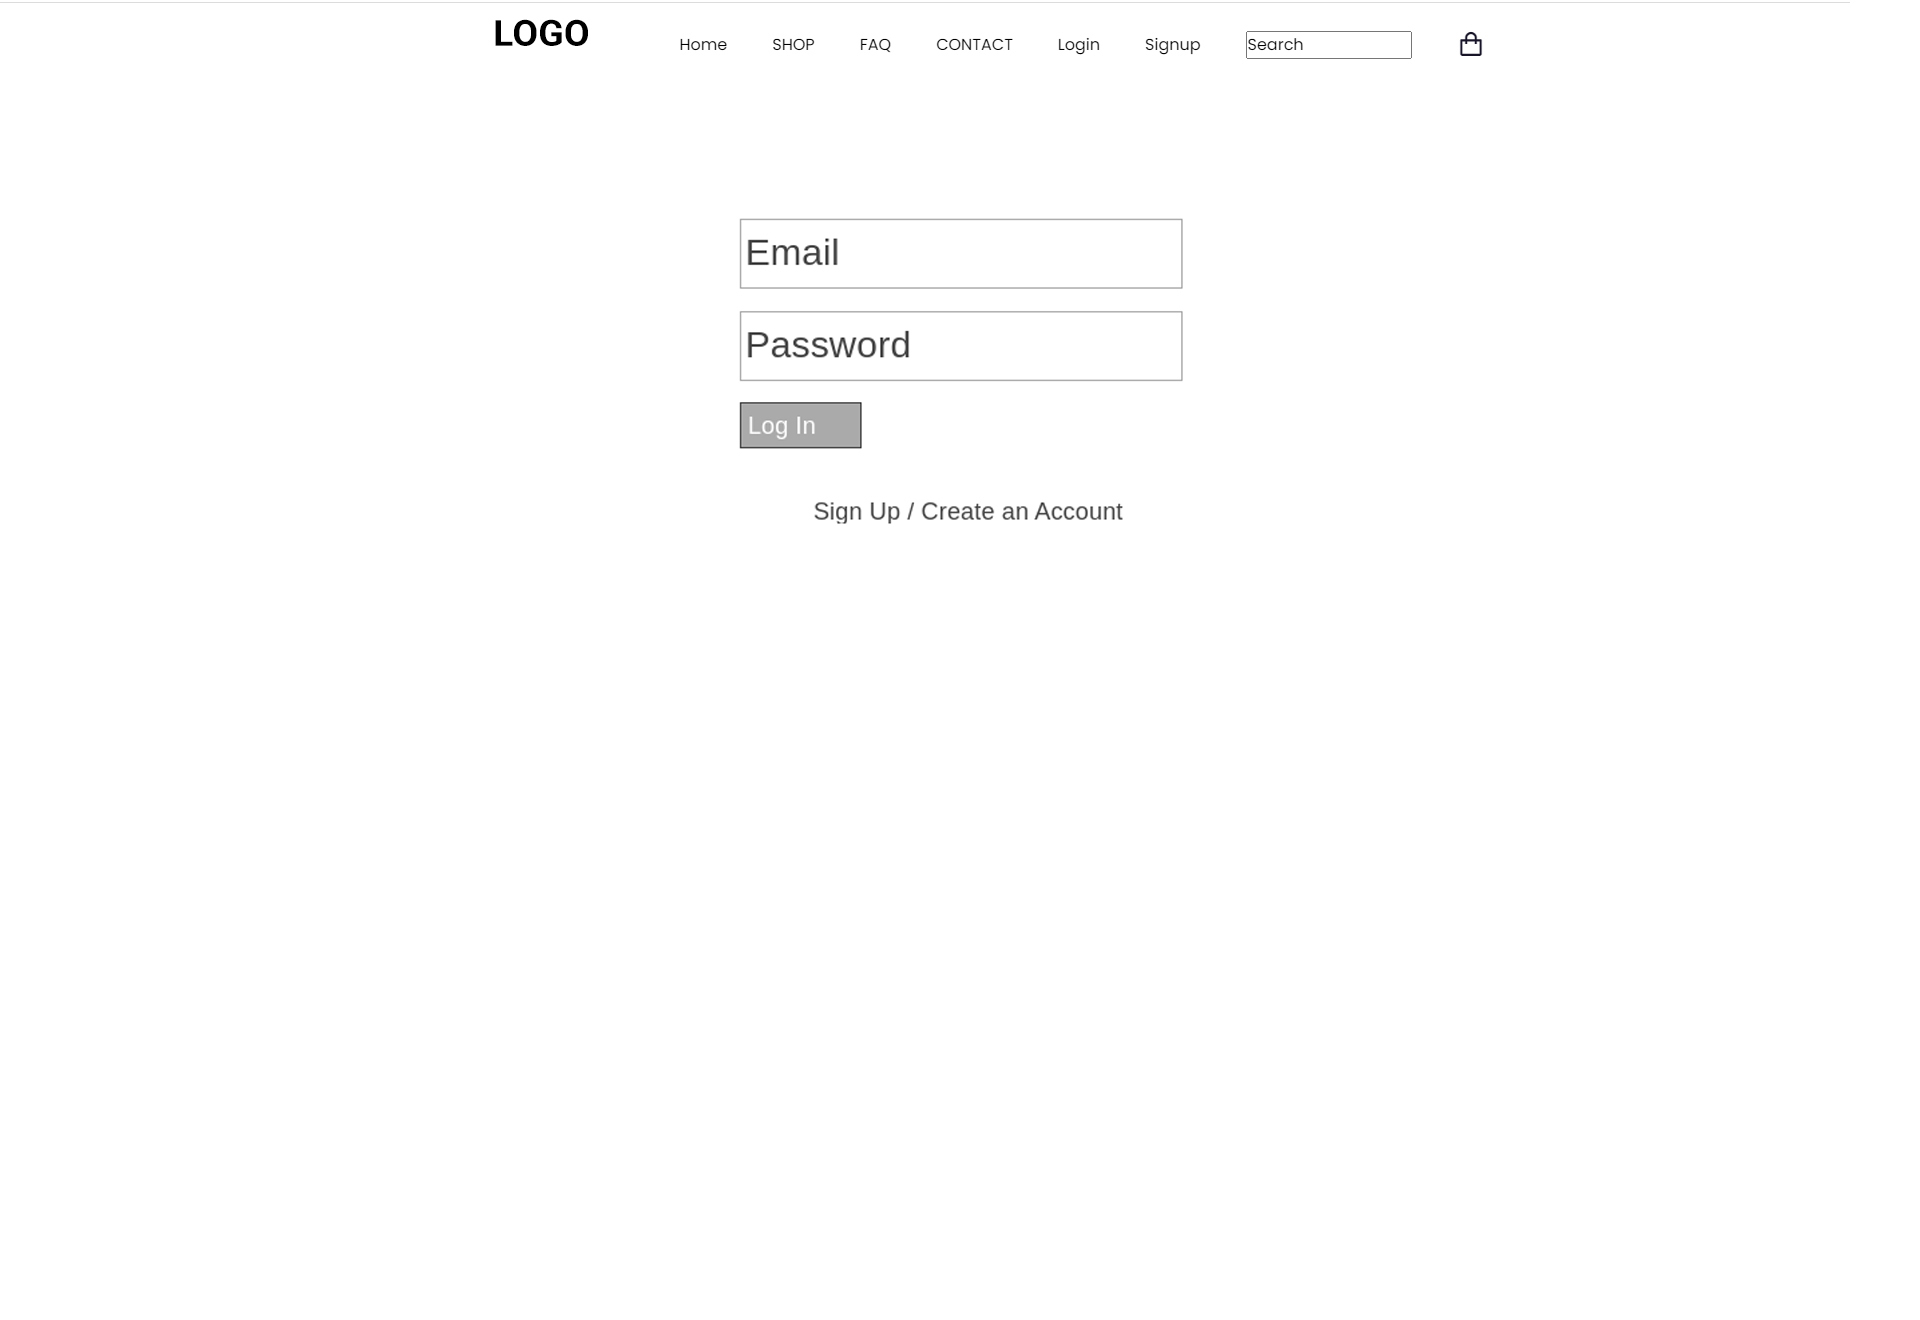 LOGO
Home SHOP FAQ CONTACT Login Signup Search
Email
Password
Log In
Sign Up / Create an Account